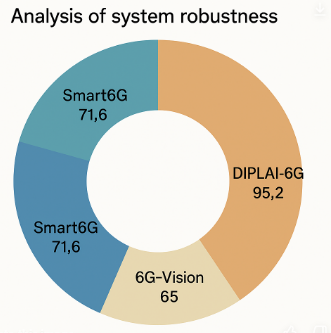 Analysis of system robustness
Smart6G
71,6
DIPLAI-6G
95,2
Smart6G
71,6
6G-Vision
65